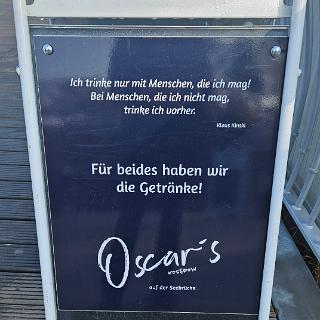 Ich trinke nur mit Menschen, die ich mag!
Bei Menschen, die ich nicht mag,
trinke ich vorher.
Klaus Kinski
Für beides haben wir
die Getränke!
Oscar´s
KOSEROW
auf der Seebrücke.